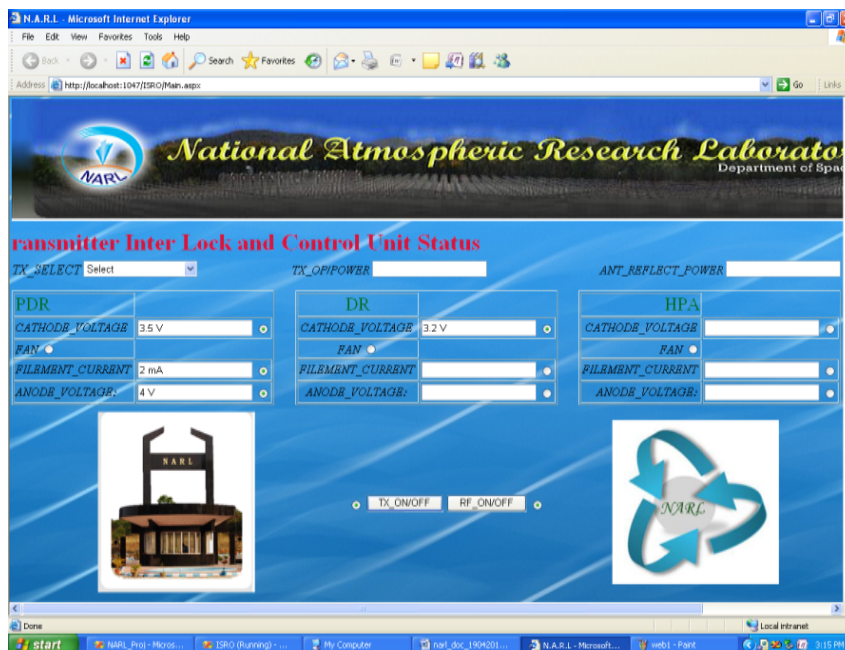 N.A.R.L - Microsoft Internet Explorer
File Edit View Favorites Tools Help
Back Search Favorites
Address http://localhost:1047/ISRO/Main.aspx Go Links
NARL National Atmospheric Research Laborato
Department of Spac
ransmitter Inter Lock and Control Unit Status
TX_SELECT Select TX_OP/POWER ANT_REFLECT_POWER
PDR DR HPA
CATHODE_VOLTAGE 3.5 V CATHODE_VOLTAGE 3.2 V CATHODE_VOLTAGE
FAN FAN FAN
FILEMENT_CURRENT 2 mA FILEMENT_CURRENT FILEMENT_CURRENT
ANODE_VOLTAGE: 4 V ANODE_VOLTAGE: ANODE_VOLTAGE:
NARL
TX_ON/OFF RF_ON/OFF
NARL
Done Local intranet
start NARL_Proj - Micros... ISRO (Running) - ... My Computer narl_doc_1904201... N.A.R.L - Microsoft... web1 - Paint 3:15 PM